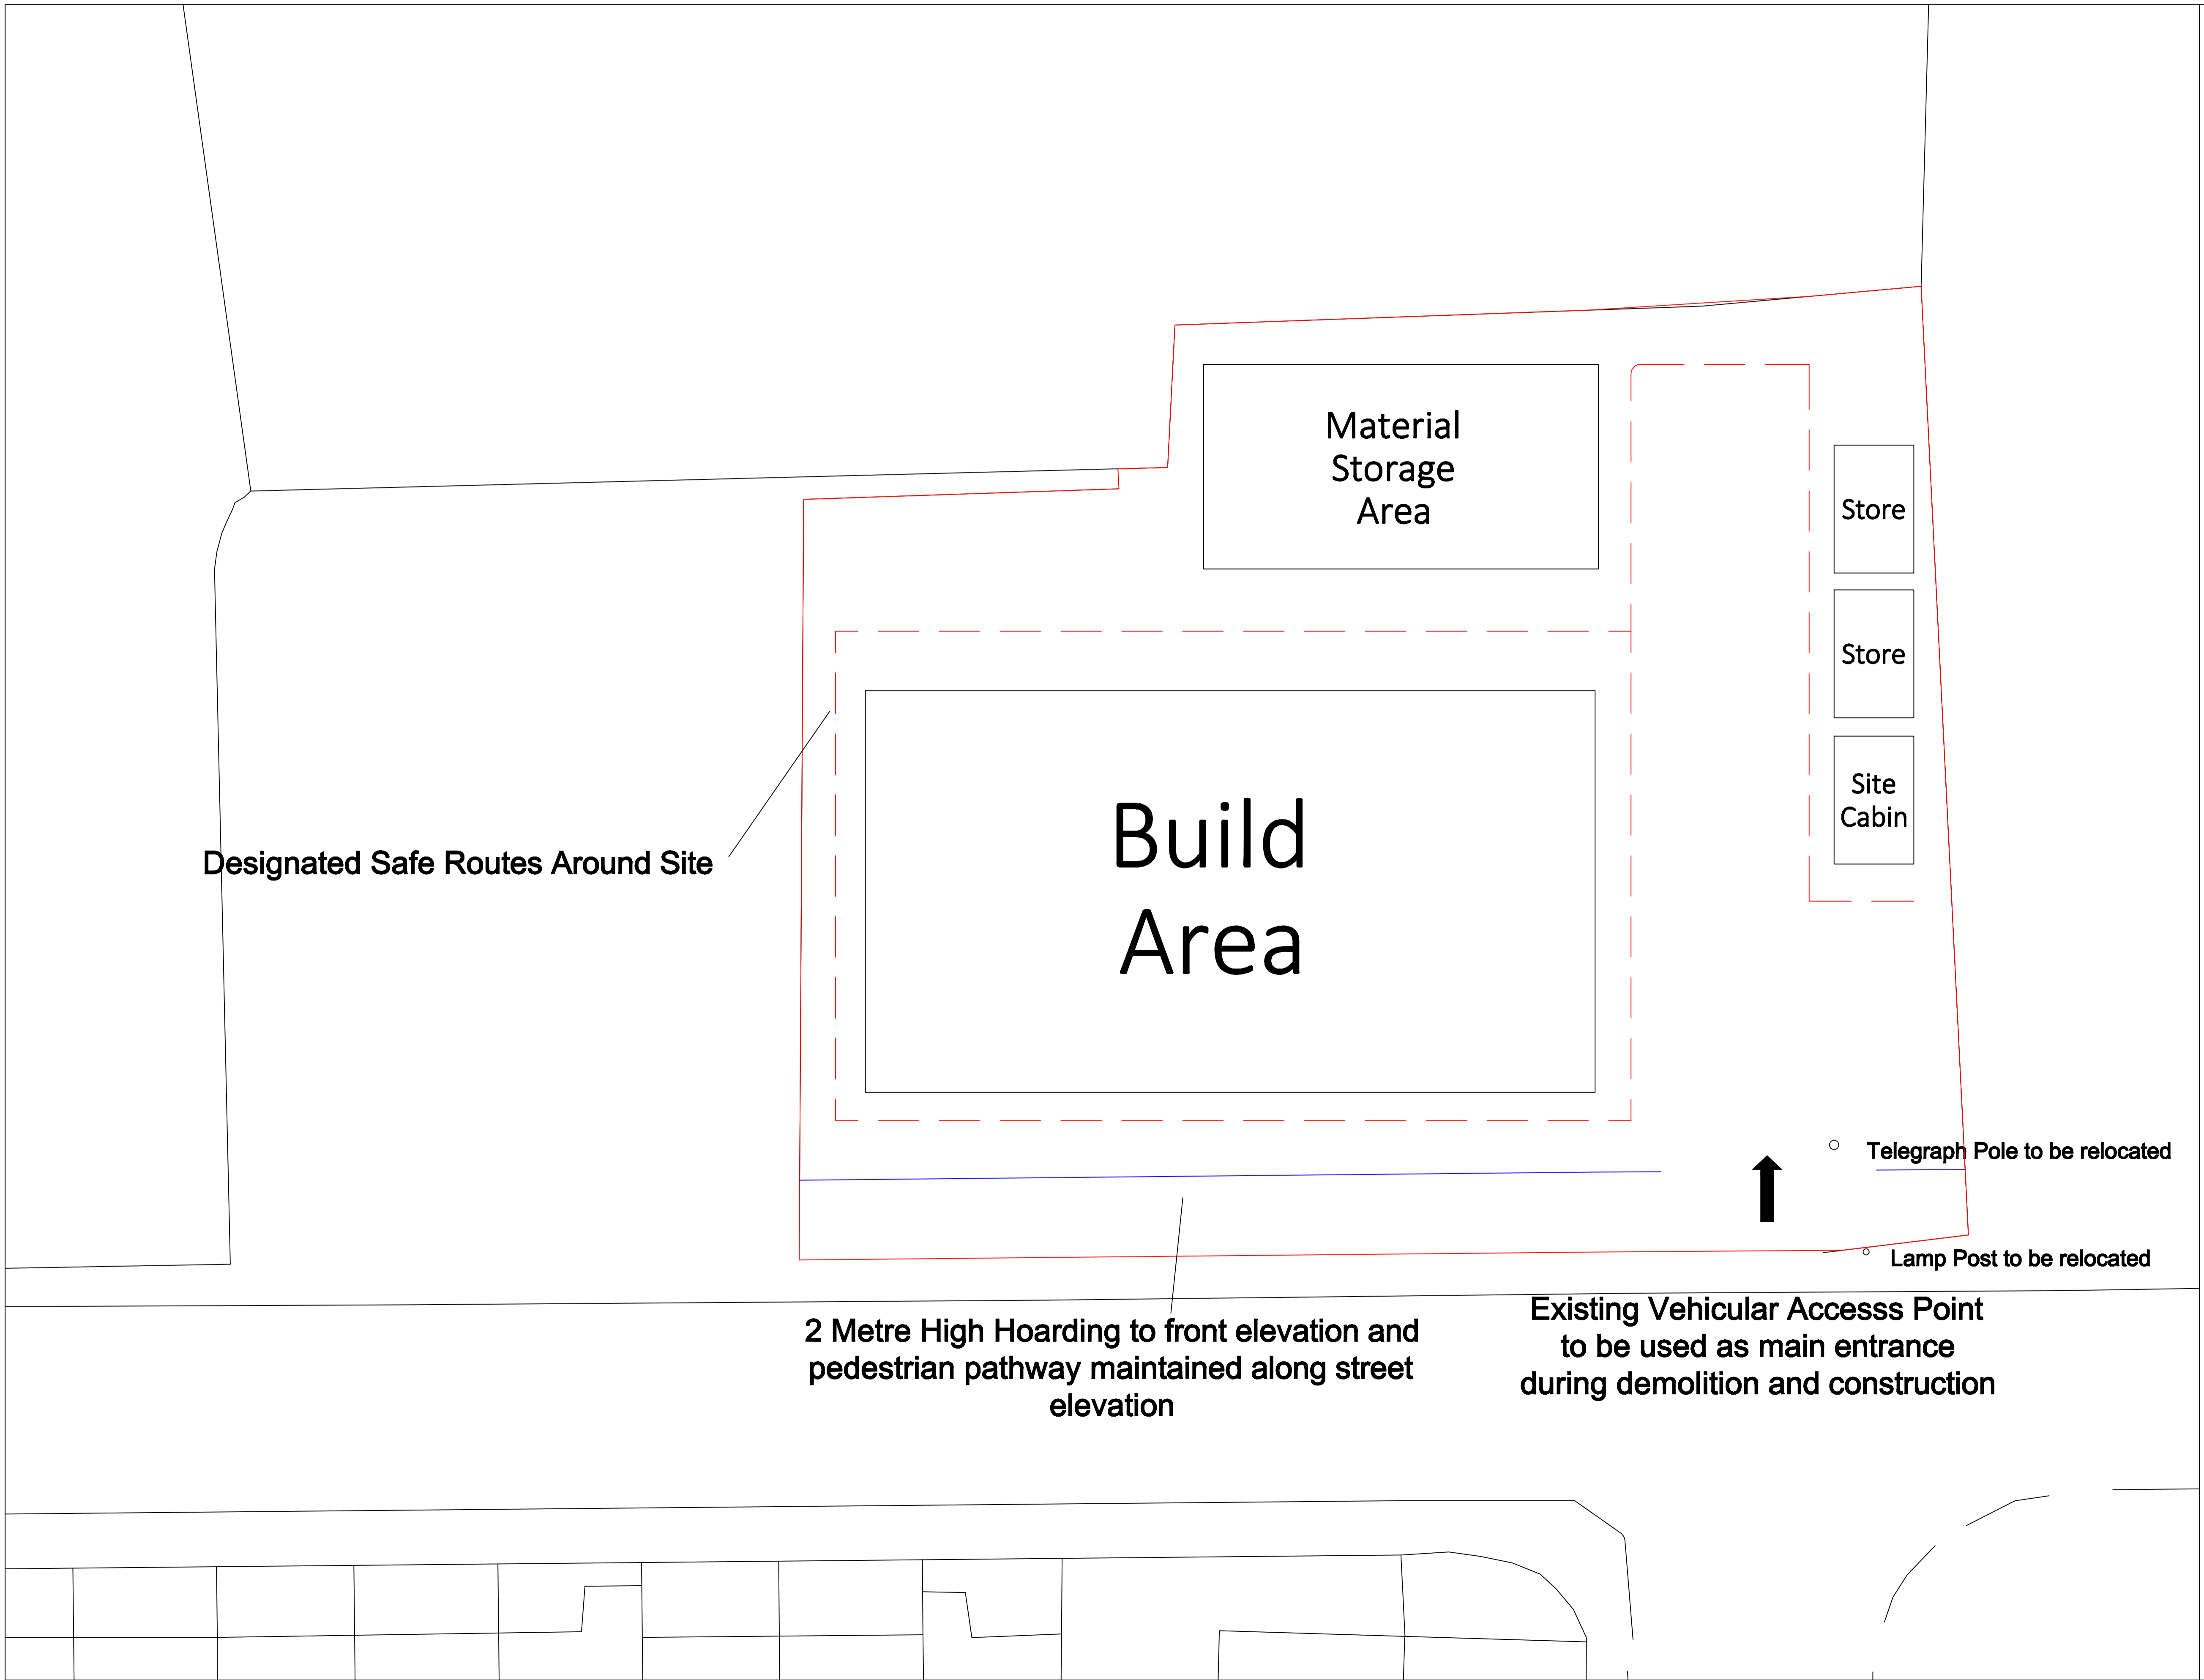 Material
Storage
Area
Store
Store
Site
Cabin
Build
Area
Designated Safe Routes Around Site
Telegraph Pole to be relocated
Lamp Post to be relocated
2 Metre High Hoarding to front elevation and
pedestrian pathway maintained along street
elevation
Existing Vehicular Accesss Point
to be used as main entrance
during demolition and construction